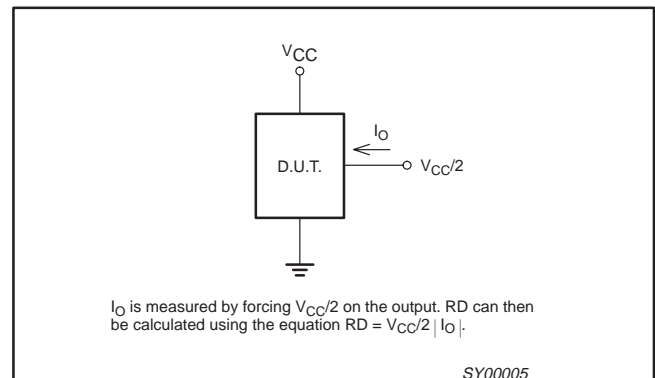 VCC
IO
D.U.T.
VCC/2
IO is measured by forcing VCC/2 on the output. RD can then
be calculated using the equation RD = VCC/2 | IO |.
SY00005